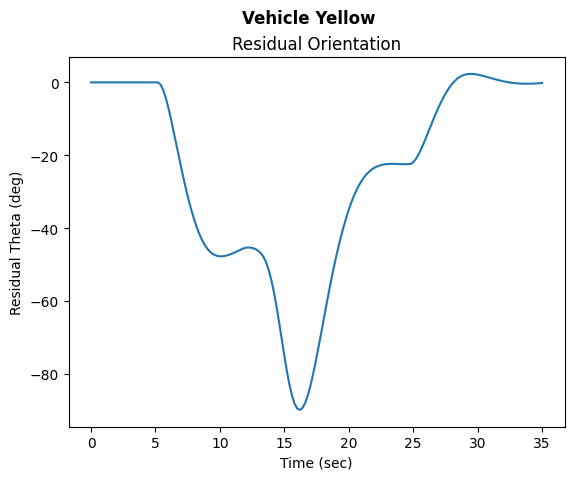 Vehicle Yellow
Residual Orientation
0
−20
−40
−60
−80
Residual Theta (deg)
0 5 10 15 20 25 30 35
Time (sec)